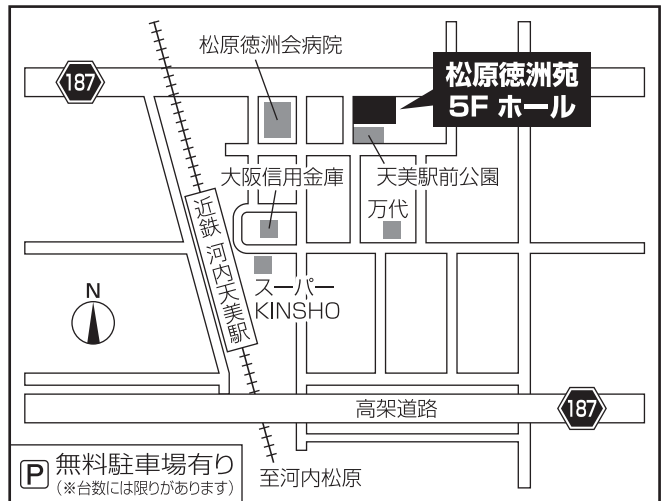 松原徳洲会病院
187
松原徳洲苑
5F ホール
大阪信用金庫
天美駅前公園
万代
近鉄 河内天美駅
スーパー
KINSHO
N
高架道路
187
P 無料駐車場有り
(※台数には限りがあります)
至河内松原